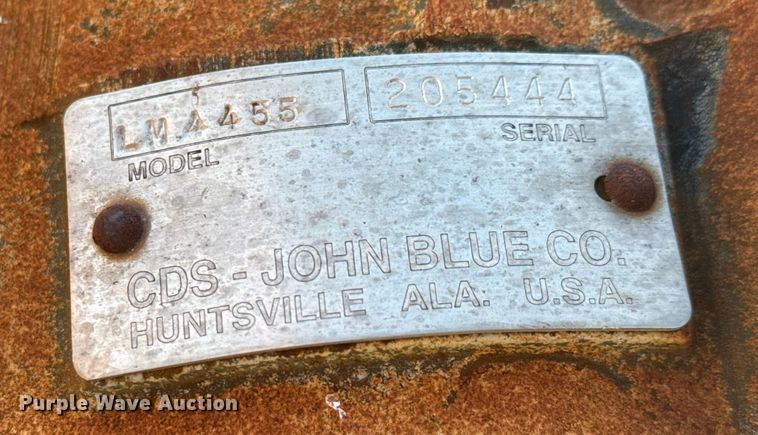 LM4455 205444
MODEL SERIAL
CDS - JOHN BLUE CO.
HUNTSVILLE ALA. U.S.A.
Purple Wave Auction